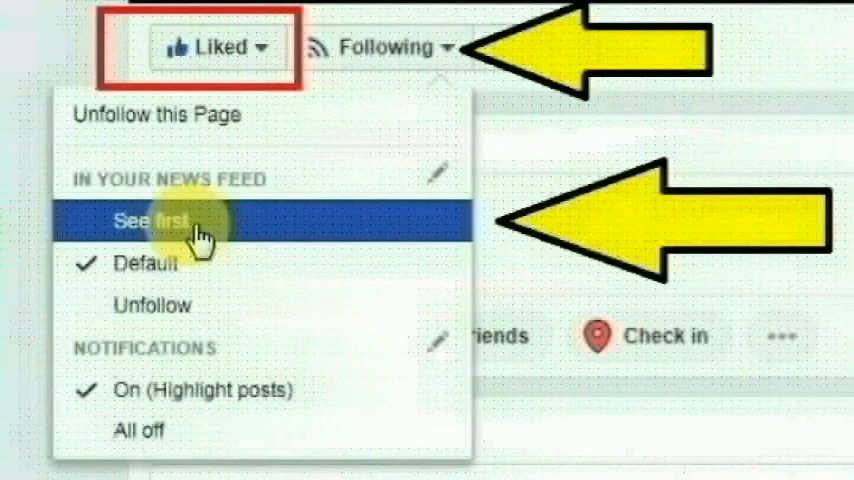 Liked Following
Unfollow this Page
IN YOUR NEWS FEED
See first
Default
Unfollow
riends Check in
NOTIFICATIONS
On (Highlight posts)
All off